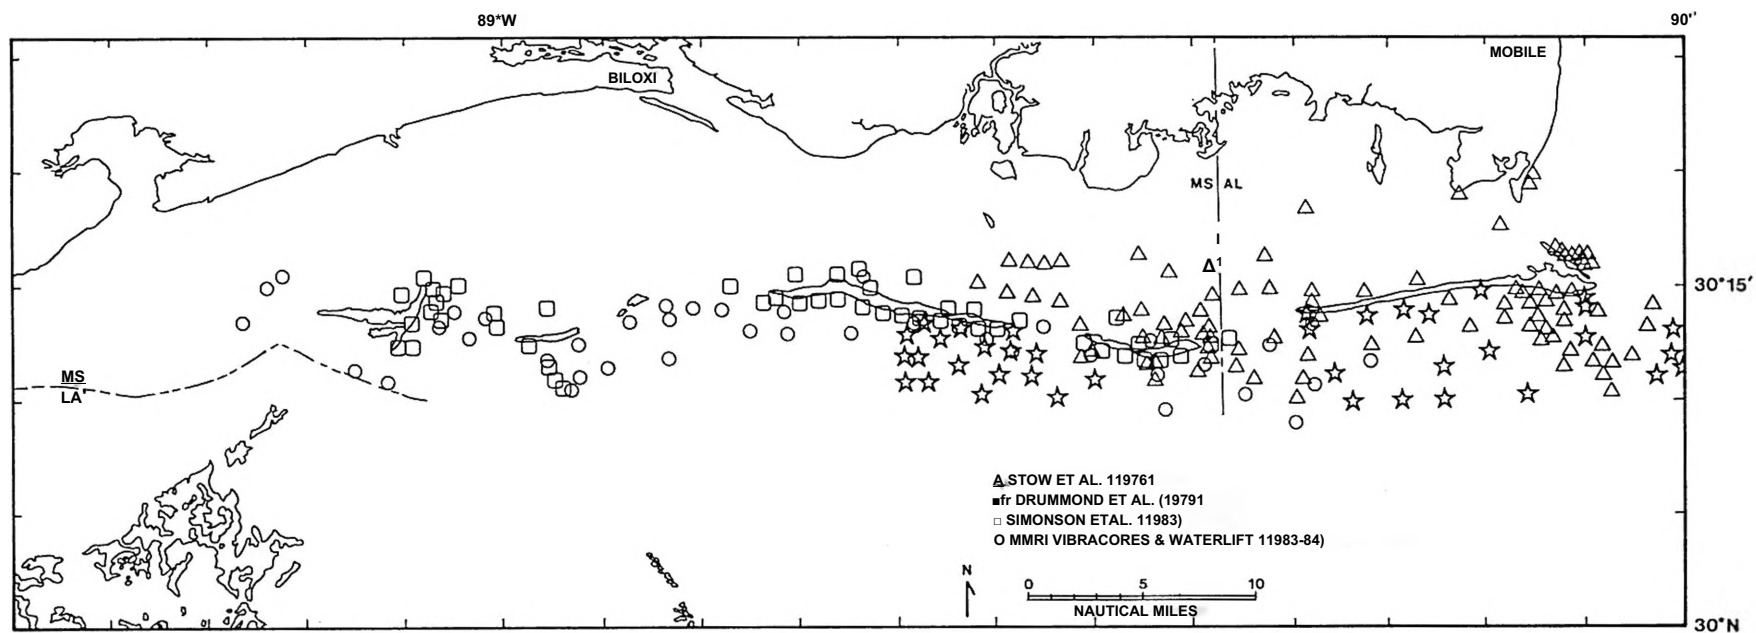 89*W
90'’
BILOXI
MOBILE
MS AL
I
Δ¹
30°15′
MS
LA
A STOW ET AL. 119761
■fr DRUMMOND ET AL. (19791
□ SIMONSON ETAL. 11983)
O MMRI VIBRACORES & WATERLIFT 11983-84)
N
0 5 10
NAUTICAL MILES
30°N